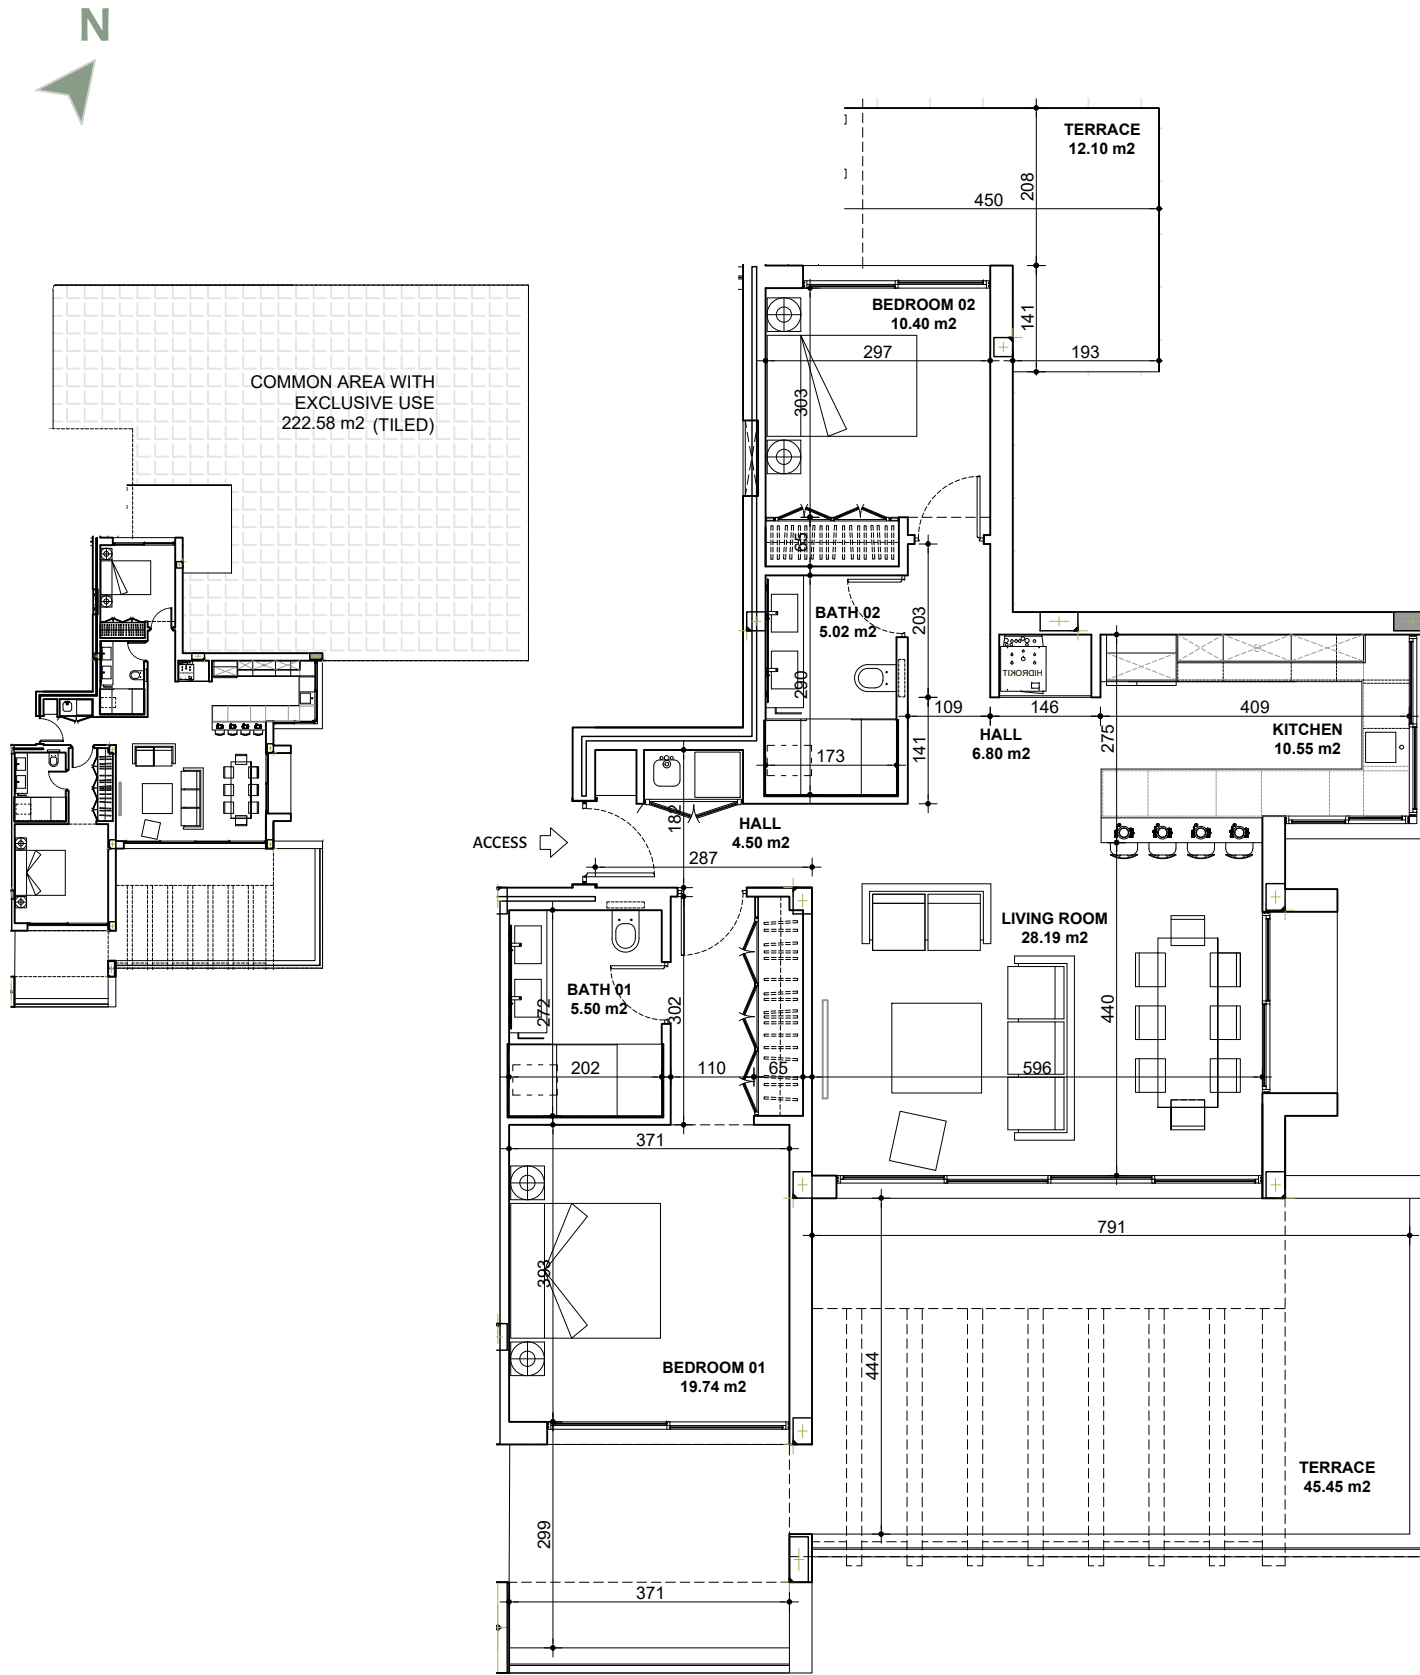 N
TERRACE
12.10 m2
208
450
141
193
COMMON AREA WITH
EXCLUSIVE USE
222.58 m2 (TILED)
BEDROOM 02
10.40 m2
297
303
85
BATH 02
5.02 m2
203
290
HIDROKIT
109
146
409
HALL
6.80 m2
275
KITCHEN
10.55 m2
141
173
HALL
4.50 m2
ACCESS
287
LIVING ROOM
28.19 m2
BATH 01
5.50 m2
272
302
440
202
110
65
596
371
791
393
BEDROOM 01
19.74 m2
444
TERRACE
45.45 m2
299
371